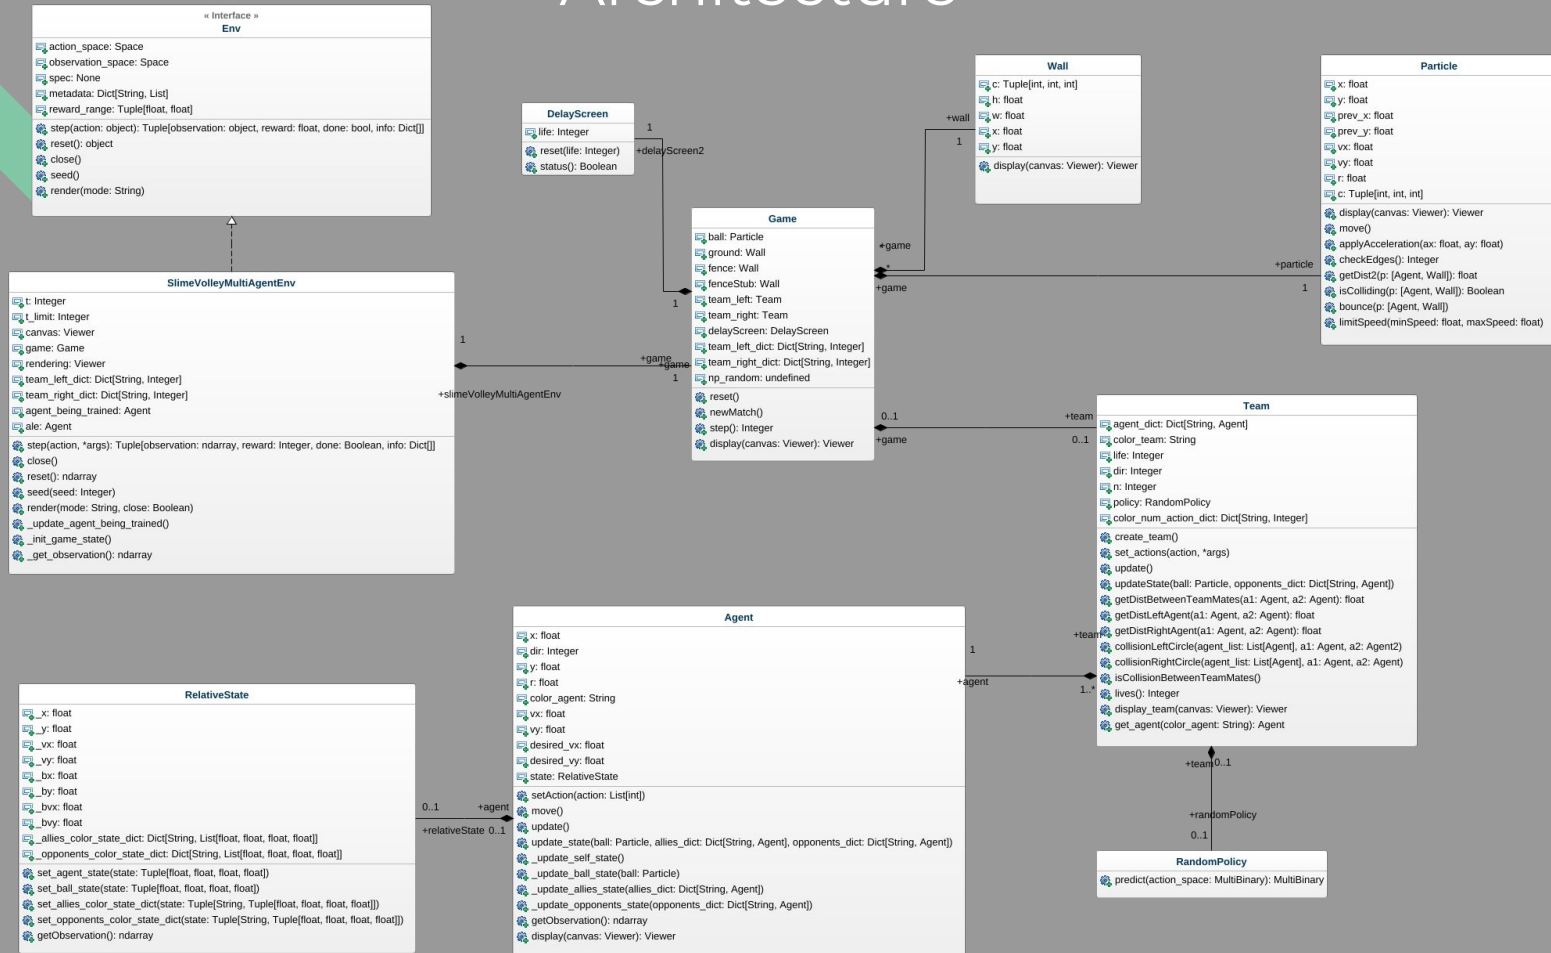 Architecture
« Interface »
Env
action_space: Space
observation_space: Space
spec: None
metadata: Dict[String, List]
reward_range: Tuple[float, float]
step(action: object): Tuple[observation: object, reward: float, done: bool, info: Dict[]]
reset(): object
close()
seed()
render(mode: String)
DelayScreen
life: Integer
reset(life: Integer)
status(): Boolean
1
+delayScreen2
1
Wall
c: Tuple[int, int, int]
h: float
w: float
x: float
y: float
display(canvas: Viewer): Viewer
+wall
1
*
+game
*
Particle
x: float
y: float
prev_x: float
prev_y: float
vx: float
vy: float
r: float
c: Tuple[int, int, int]
display(canvas: Viewer): Viewer
move()
applyAcceleration(ax: float, ay: float)
checkEdges(): Integer
getDist2(p: [Agent, Wall]): float
isColliding(p: [Agent, Wall]): Boolean
bounce(p: [Agent, Wall])
limitSpeed(minSpeed: float, maxSpeed: float)
+particle
1
+game
Game
ball: Particle
ground: Wall
fence: Wall
fenceStub: Wall
team_left: Team
team_right: Team
delayScreen: DelayScreen
team_left_dict: Dict[String, Integer]
team_right_dict: Dict[String, Integer]
np_random: undefined
reset()
newMatch()
step(): Integer
display(canvas: Viewer): Viewer
SlimeVolleyMultiAgentEnv
t: Integer
t_limit: Integer
canvas: Viewer
game: Game
rendering: Viewer
team_left_dict: Dict[String, Integer]
team_right_dict: Dict[String, Integer]
agent_being_trained: Agent
ale: Agent
step(action, *args): Tuple[observation: ndarray, reward: Integer, done: Boolean, info: Dict[]]
close()
reset(): ndarray
seed(seed: Integer)
render(mode: String, close: Boolean)
_update_agent_being_trained()
_init_game_state()
_get_observation(): ndarray
1
+slimeVolleyMultiAgentEnv
+game
+game
1
0..1
+game
+team
0..1
Team
agent_dict: Dict[String, Agent]
color_team: String
life: Integer
dir: Integer
n: Integer
policy: RandomPolicy
color_num_action_dict: Dict[String, Integer]
create_team()
set_actions(action, *args)
update()
updateState(ball: Particle, opponents_dict: Dict[String, Agent])
getDistBetweenTeamMates(a1: Agent, a2: Agent): float
getDistLeftAgent(a1: Agent, a2: Agent): float
getDistRightAgent(a1: Agent, a2: Agent): float
collisionLeftCircle(agent_list: List[Agent], a1: Agent, a2: Agent2)
collisionRightCircle(agent_list: List[Agent], a1: Agent, a2: Agent)
isCollisionBetweenTeamMates()
lives(): Integer
display_team(canvas: Viewer): Viewer
get_agent(color_agent: String): Agent
1
+agent
+team
1..*
Agent
x: float
dir: Integer
y: float
r: float
color_agent: String
vx: float
vy: float
desired_vx: float
desired_vy: float
state: RelativeState
setAction(action: List[int])
move()
update()
update_state(ball: Particle, allies_dict: Dict[String, Agent], opponents_dict: Dict[String, Agent])
_update_self_state()
_update_ball_state(ball: Particle)
_update_allies_state(allies_dict: Dict[String, Agent])
_update_opponents_state(opponents_dict: Dict[String, Agent])
getObservation(): ndarray
display(canvas: Viewer): Viewer
RelativeState
_x: float
_y: float
_vx: float
_vy: float
_bx: float
_by: float
_bvx: float
_bvy: float
_allies_color_state_dict: Dict[String, List[float, float, float, float]]
_opponents_color_state_dict: Dict[String, List[float, float, float, float]]
set_agent_state(state: Tuple[float, float, float, float])
set_ball_state(state: Tuple[float, float, float, float])
set_allies_color_state_dict(state: Tuple[String, Tuple[float, float, float, float]])
set_opponents_color_state_dict(state: Tuple[String, Tuple[float, float, float, float]])
getObservation(): ndarray
0..1
+relativeState
+agent
0..1
+team
0..1
+randomPolicy
0..1
RandomPolicy
predict(action_space: MultiBinary): MultiBinary